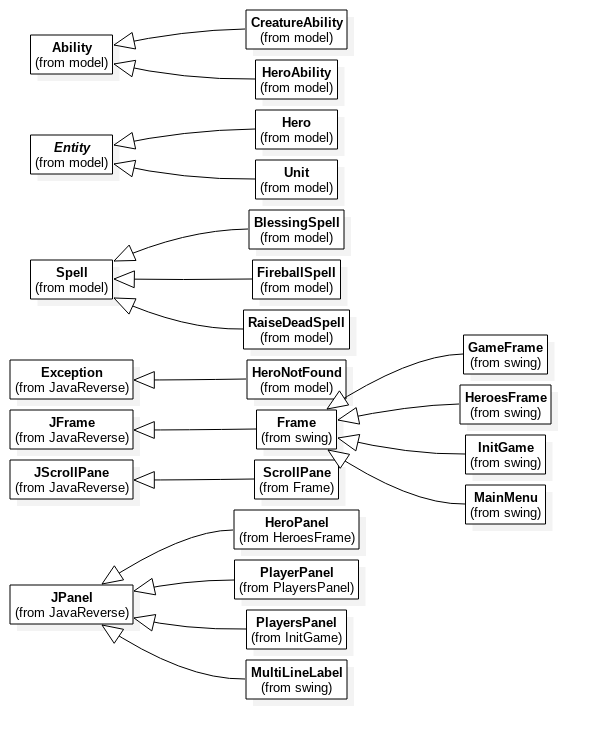 CreatureAbility
(from model)
Ability
(from model)
HeroAbility
(from model)
Hero
(from model)
Entity
(from model)
Unit
(from model)
BlessingSpell
(from model)
Spell
(from model)
FireballSpell
(from model)
RaiseDeadSpell
(from model)
Exception
(from JavaReverse)
HeroNotFound
(from model)
GameFrame
(from swing)
JFrame
(from JavaReverse)
Frame
(from swing)
HeroesFrame
(from swing)
InitGame
(from swing)
JScrollPane
(from JavaReverse)
ScrollPane
(from Frame)
MainMenu
(from swing)
HeroPanel
(from HeroesFrame)
PlayerPanel
(from PlayersPanel)
JPanel
(from JavaReverse)
PlayersPanel
(from InitGame)
MultiLineLabel
(from swing)